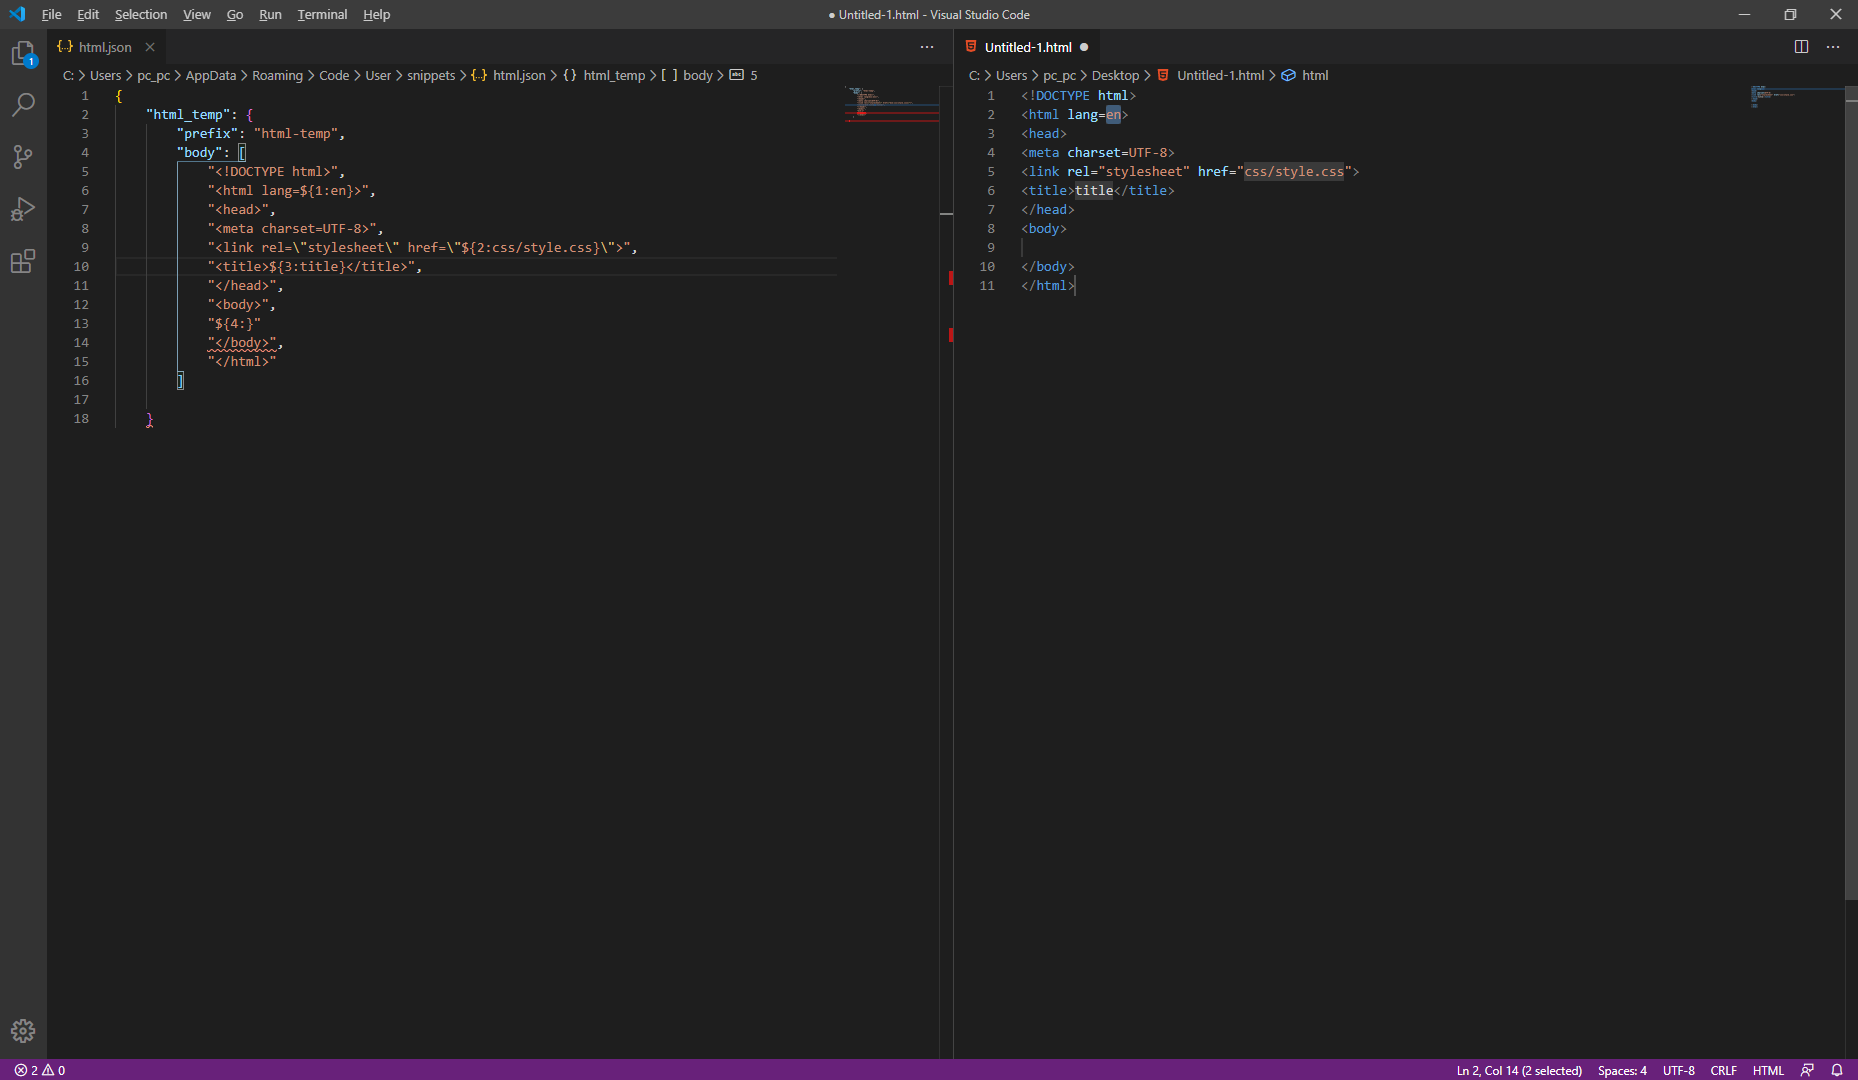 File Edit Selection View Go Run Terminal Help
● Untitled-1.html - Visual Studio Code
1
{..} html.json
C: > Users > pc_pc > AppData > Roaming > Code > User > snippets > {..} html.json > {} html_temp > [ ] body > abc 5
1 {
2 "html_temp": {
3 "prefix": "html-temp",
4 "body": [
5 "<!DOCTYPE html>",
6 "<html lang=${1:en}>",
7 "<head>",
8 "<meta charset=UTF-8>",
9 "<link rel=\"stylesheet\" href=\"${2:css/style.css}\">",
10 "<title>${3:title}</title>",
11 "</head>",
12 "<body>",
13 "${4:}"
14 "</body>",
15 "</html>"
16 ]
17
18 }
Untitled-1.html ●
C: > Users > pc_pc > Desktop > Untitled-1.html > html
1 <!DOCTYPE html>
2 <html lang=en>
3 <head>
4 <meta charset=UTF-8>
5 <link rel="stylesheet" href="css/style.css">
6 <title>title</title>
7 </head>
8 <body>
9
10 </body>
11 </html>
2 0
Ln 2, Col 14 (2 selected) Spaces: 4 UTF-8 CRLF HTML